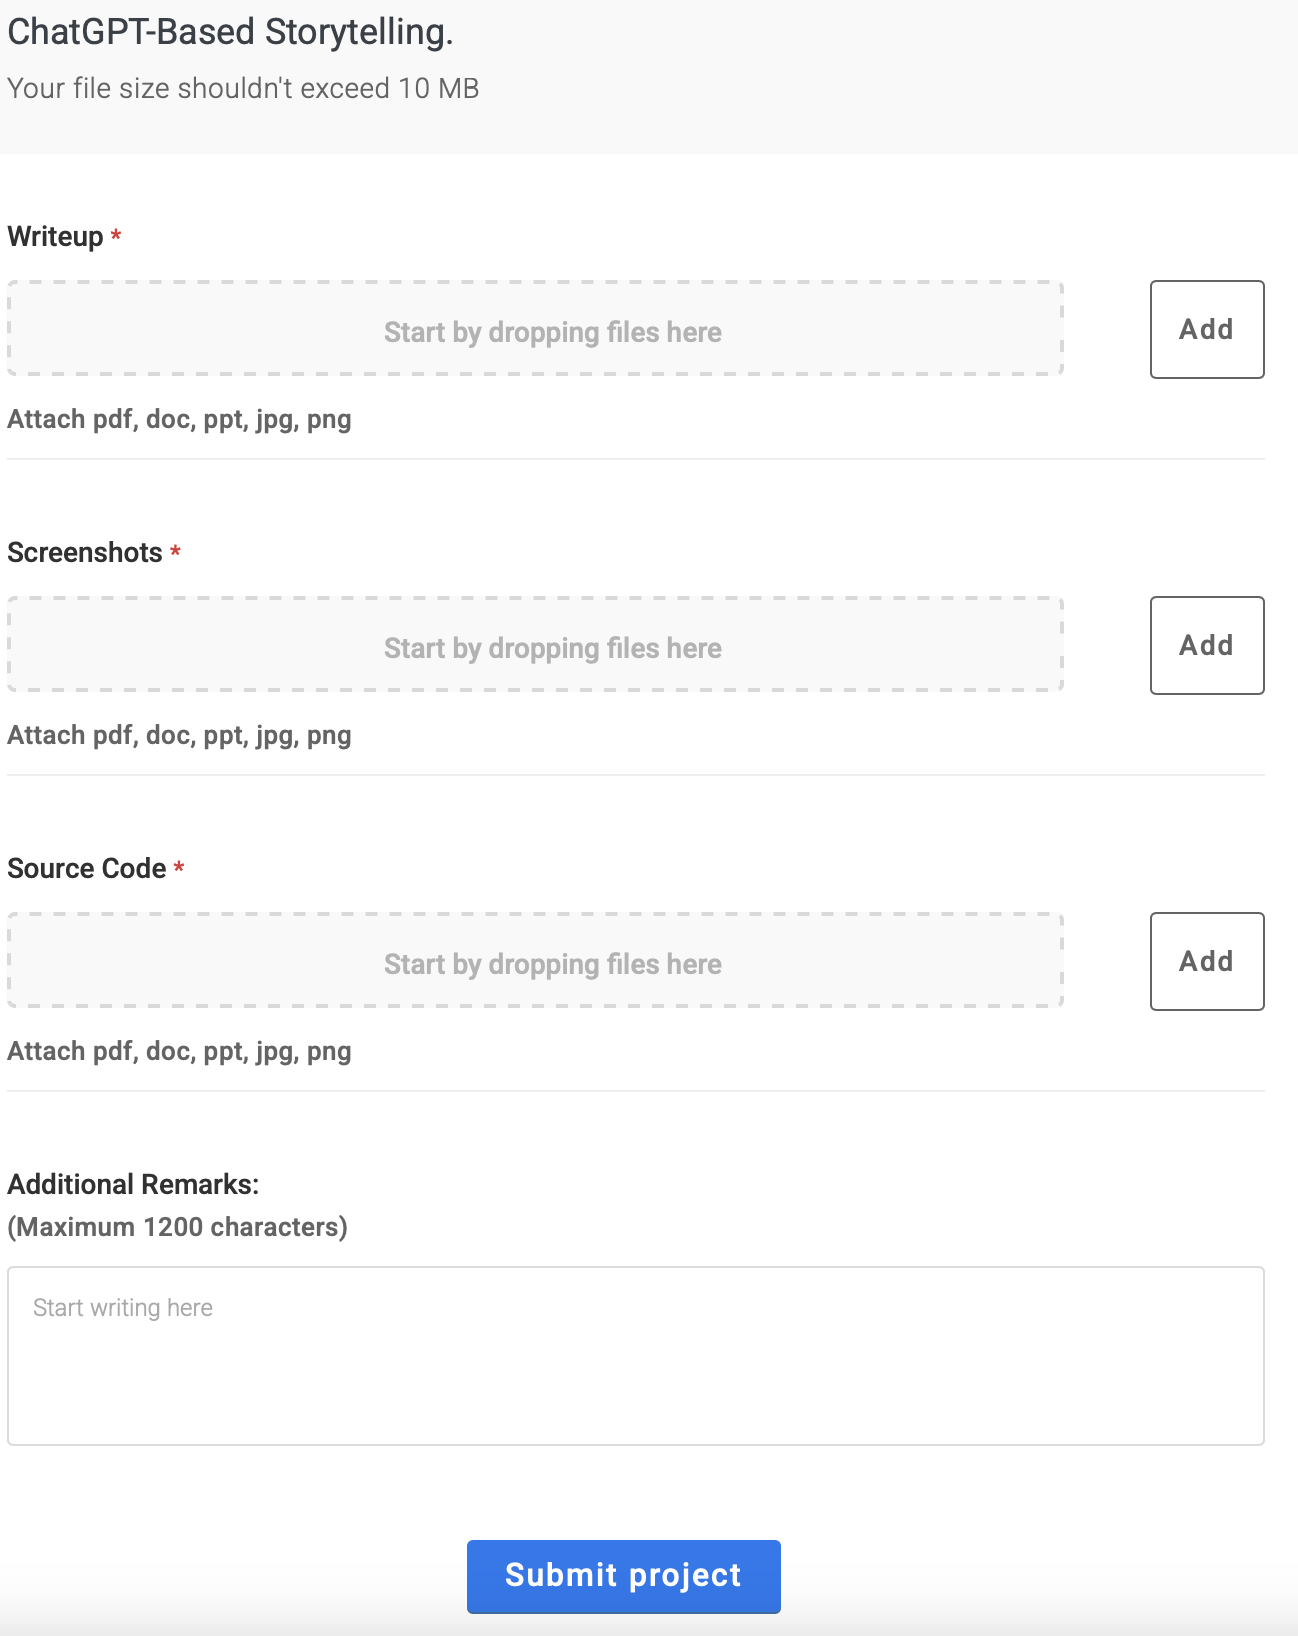 ChatGPT-Based Storytelling.
Your file size shouldn't exceed 10 MB
Writeup *
Start by dropping files here
Add
Attach pdf, doc, ppt, jpg, png
Screenshots *
Start by dropping files here
Add
Attach pdf, doc, ppt, jpg, png
Source Code *
Start by dropping files here
Add
Attach pdf, doc, ppt, jpg, png
Additional Remarks:
(Maximum 1200 characters)
Start writing here
Submit project